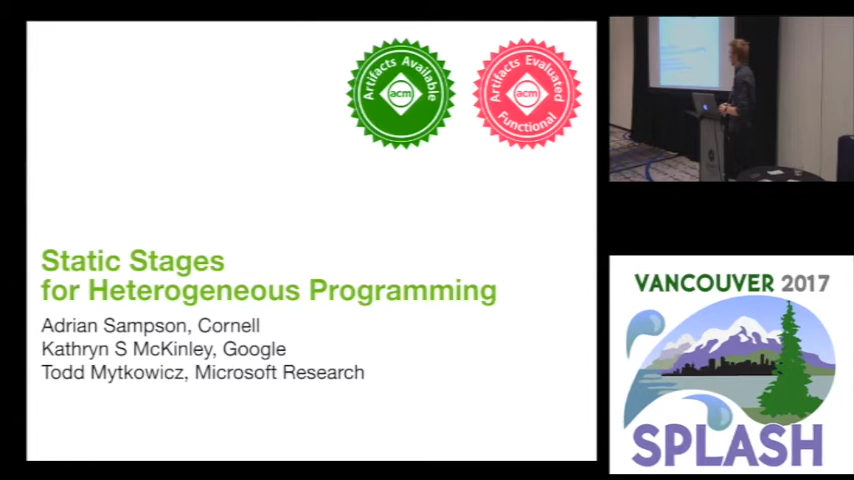 Artifacts Available
acm
Artifacts Evaluated
acm
Functional
Static Stages
for Heterogeneous Programming
Adrian Sampson, Cornell
Kathryn S McKinley, Google
Todd Mytkowicz, Microsoft Research
VANCOUVER 2017
SPLASH